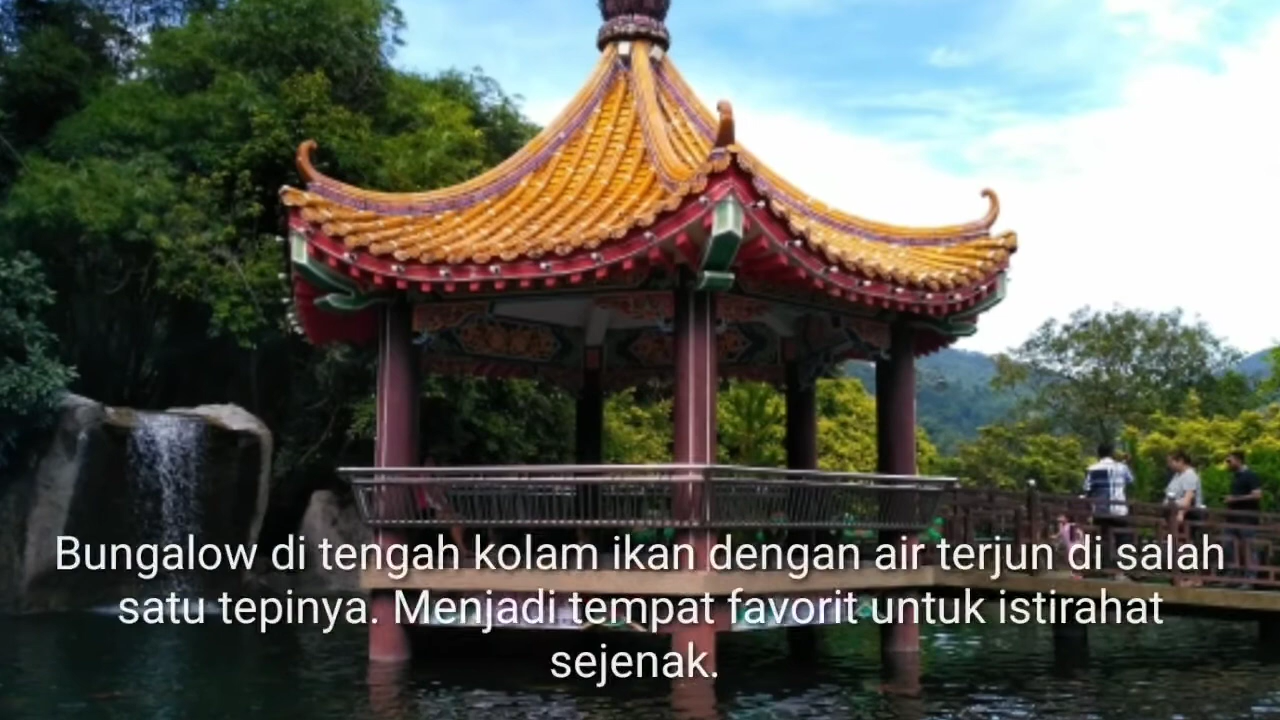 Bungalow di tengah kolam ikan dengan air terjun di salah
satu tepinya. Menjadi tempat favorit untuk istirahat
sejenak.